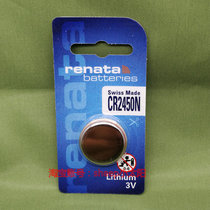 renata
batteries
Swiss Made
CR2450N
Lithium
3V